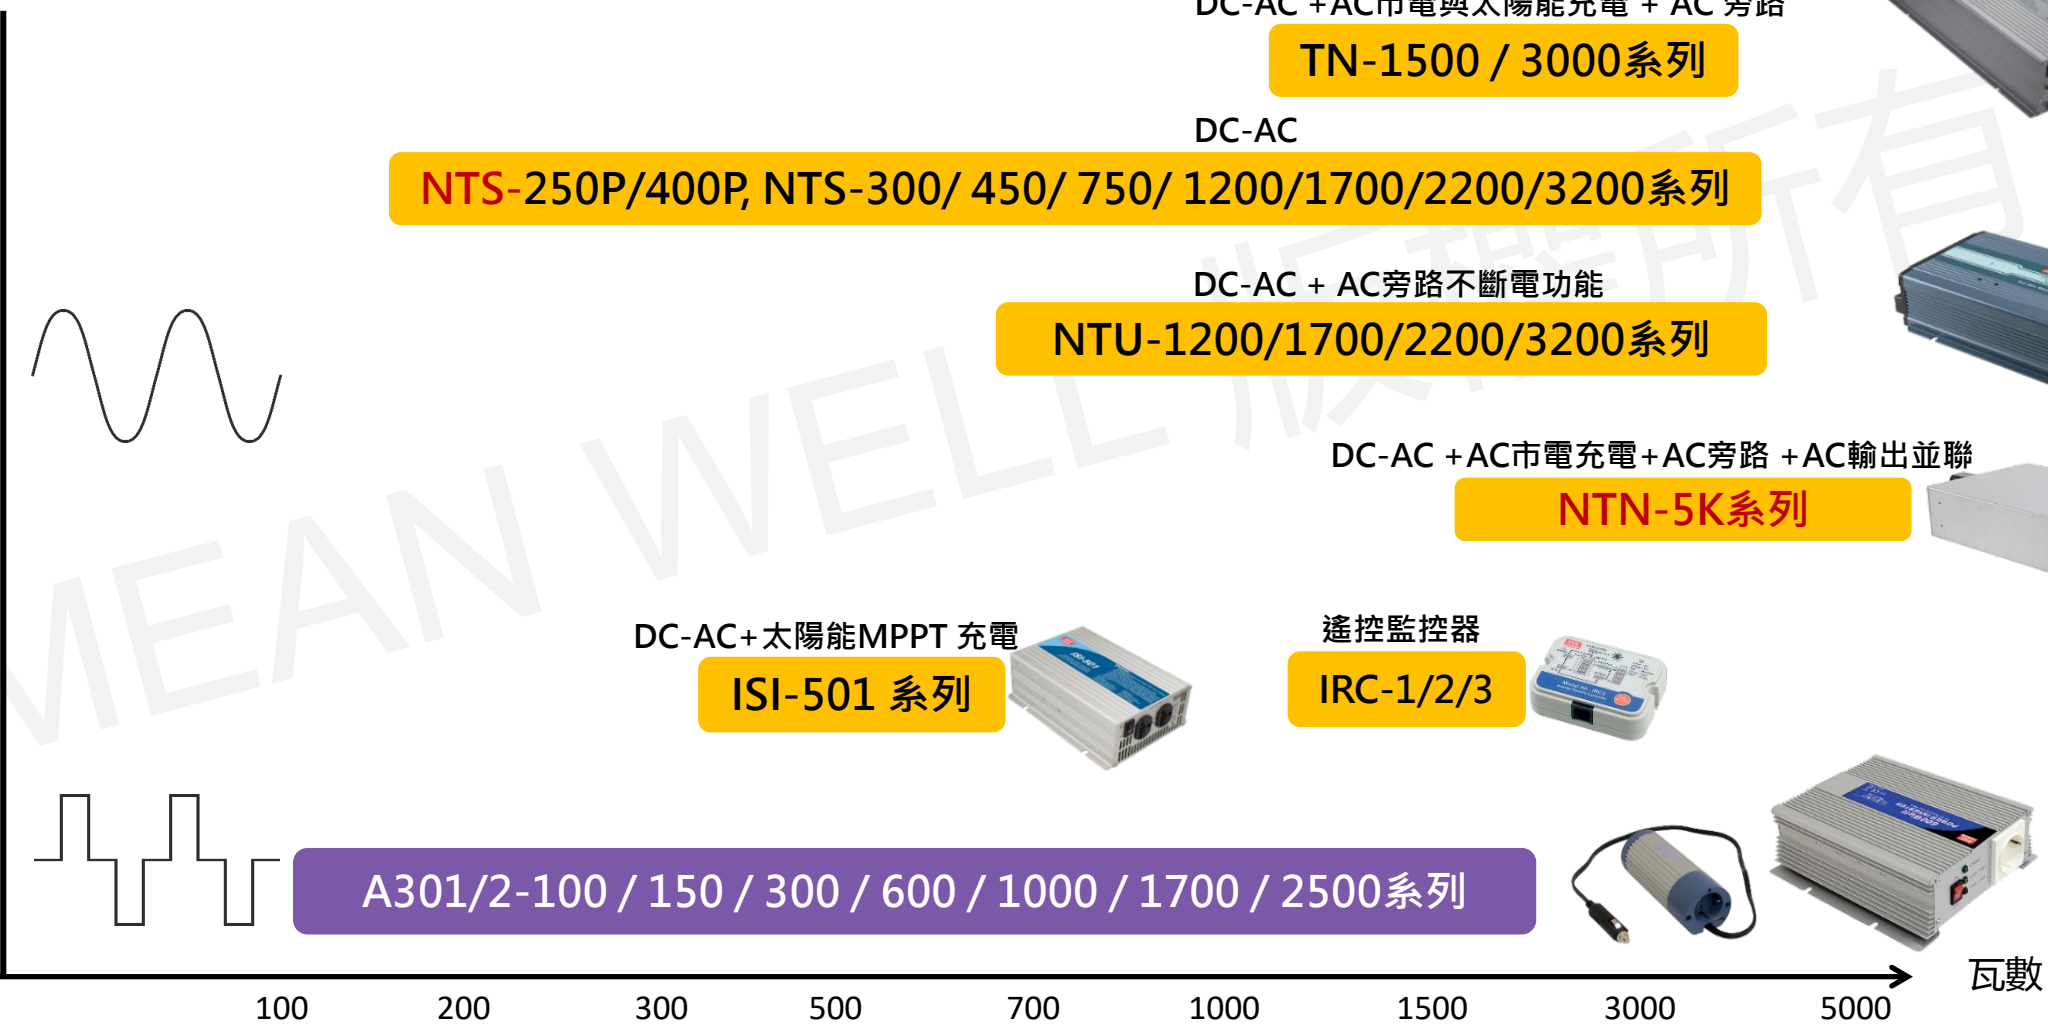 DC-AC +AC市電與太陽能充電 + AC 旁路
TN-1500 / 3000系列
DC-AC
NTS-250P/400P, NTS-300/ 450/ 750/ 1200/1700/2200/3200系列
DC-AC + AC旁路不斷電功能
NTU-1200/1700/2200/3200系列
DC-AC +AC市電充電+AC旁路 +AC輸出並聯
NTN-5K系列
DC-AC+太陽能MPPT 充電
ISI-501 系列
ISI-501
遙控監控器
IRC-1/2/3
A301/2-100 / 150 / 300 / 600 / 1000 / 1700 / 2500系列
瓦數
100 200 300 500 700 1000 1500 3000 5000
MEAN WELL 版權所有